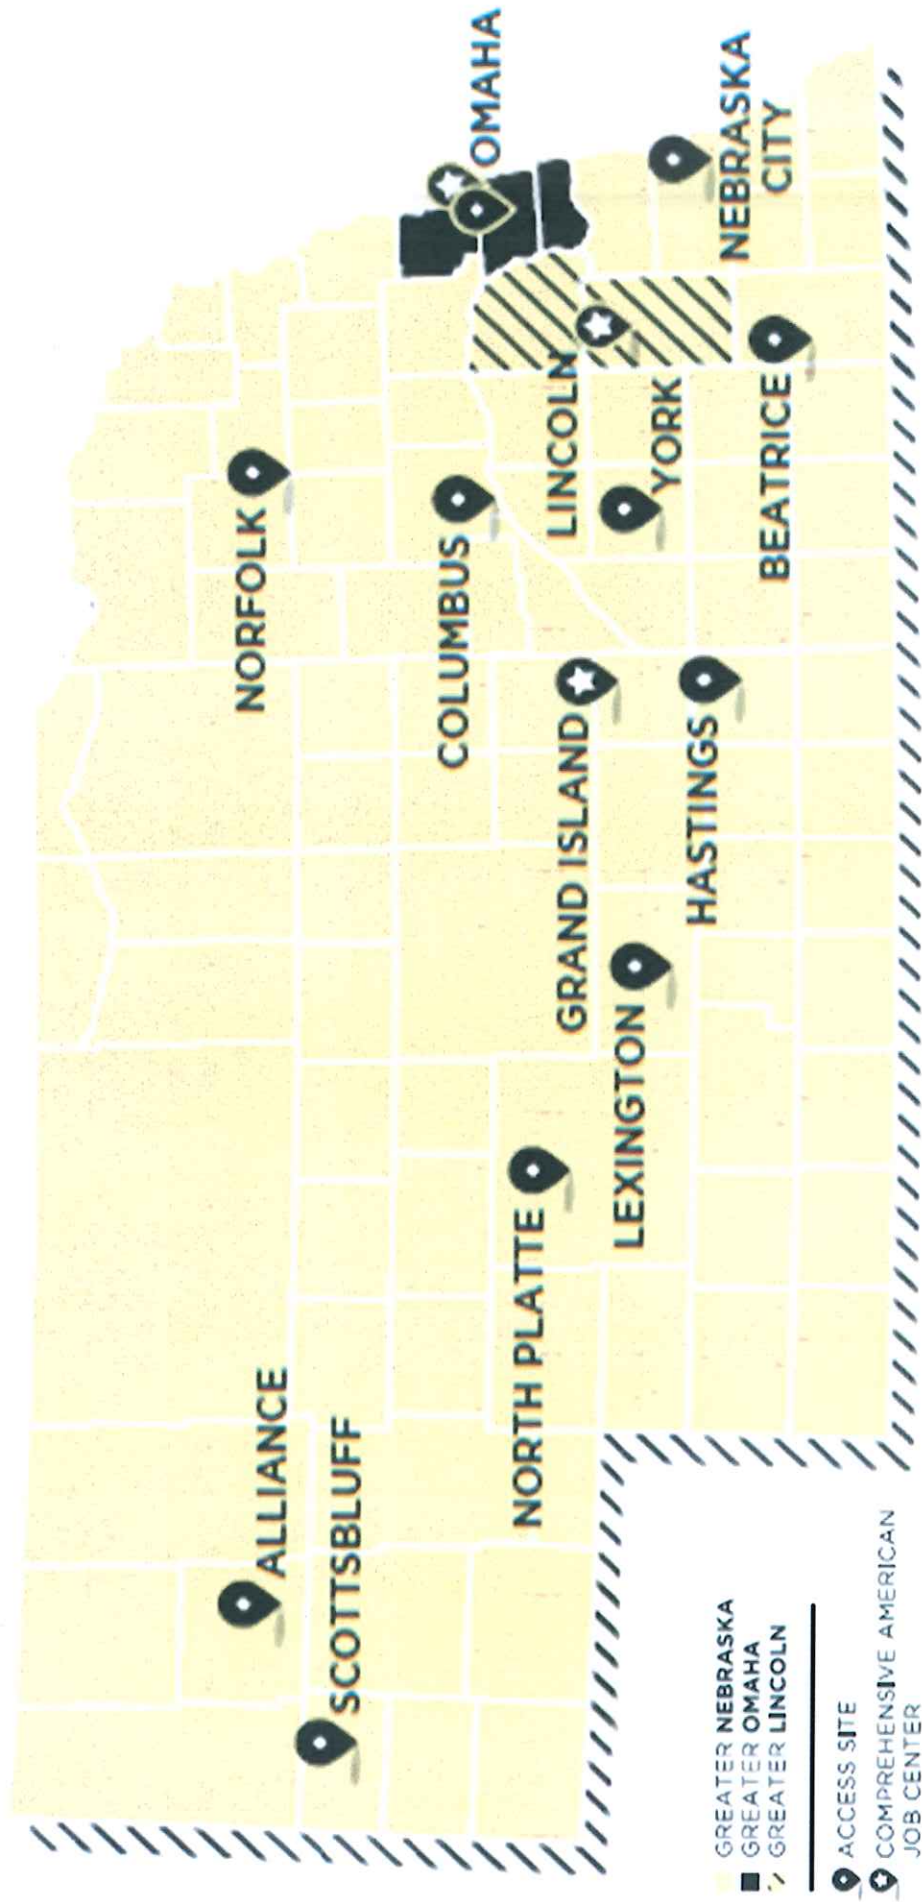 ALLIANCE
SCOTTSBLUFF
NORTH PLATTE
LEXINGTON
GRAND ISLAND
HASTINGS
NORFOLK
COLUMBUS
LINCOLN
YORK
BEATRICE
OMAHA
NEBRASKA
CITY
GREATER NEBRASKA
GREATER OMAHA
GREATER LINCOLN
ACCESS SITE
COMPREHENSIVE AMERICAN
JOB CENTER